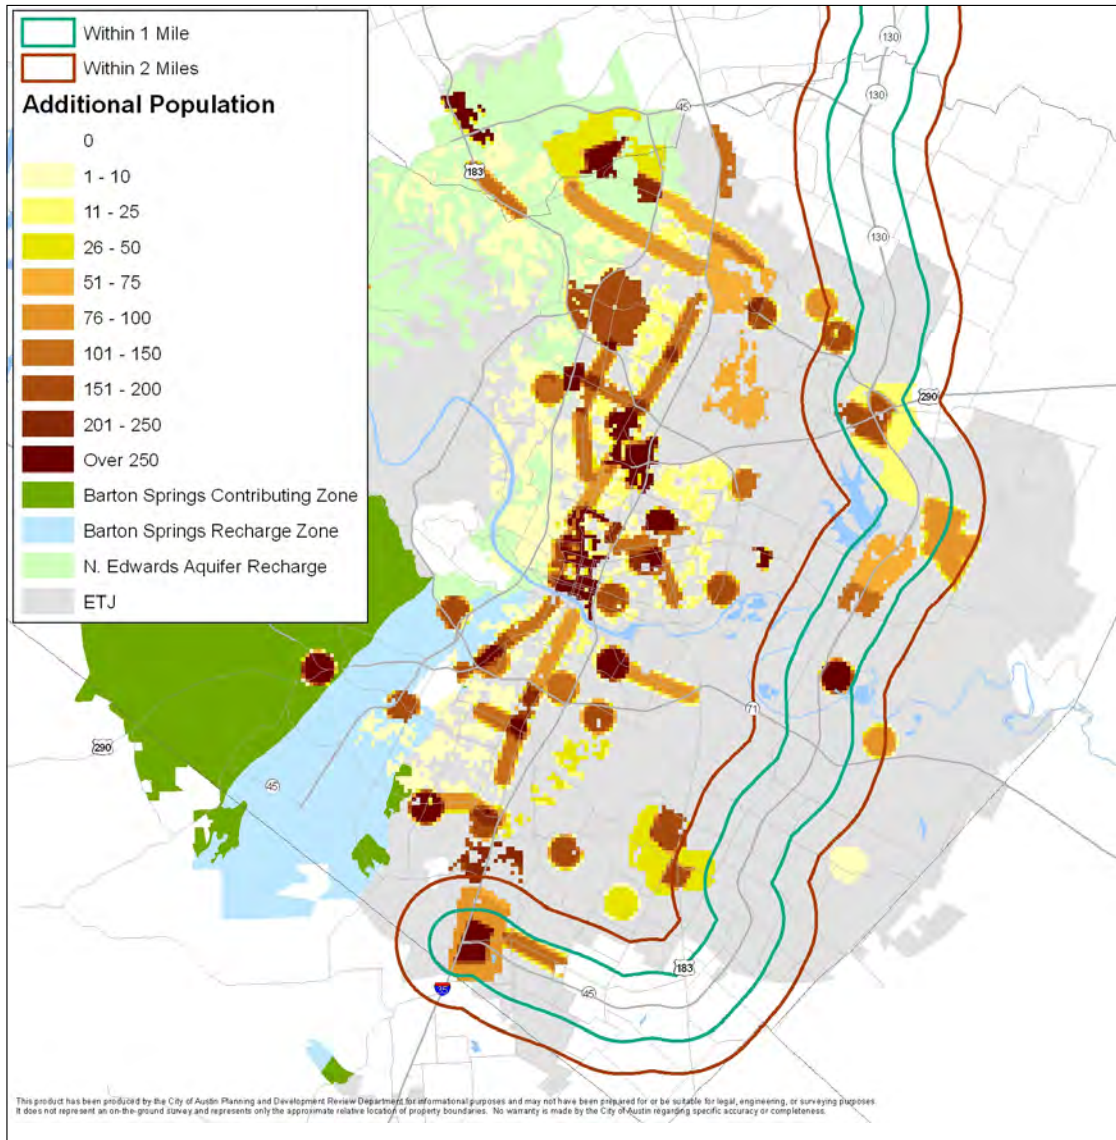 Within 1 Mile
Within 2 Miles
Additional Population
0
1 - 10
11 - 25
26 - 50
51 - 75
76 - 100
101 - 150
151 - 200
201 - 250
Over 250
Barton Springs Contributing Zone
Barton Springs Recharge Zone
N. Edwards Aquifer Recharge
ETJ
130
130
45
183
130
290
71
290
45
183
45
35
This product has been produced by the City of Austin Planning and Development Review Department for informational purposes and may not have been prepared for or be suitable for legal, engineering, or surveying purposes.
It does not represent an on-the-ground survey and represents only the approximate relative location of property boundaries. No warranty is made by the City of Austin regarding specific accuracy or completeness.